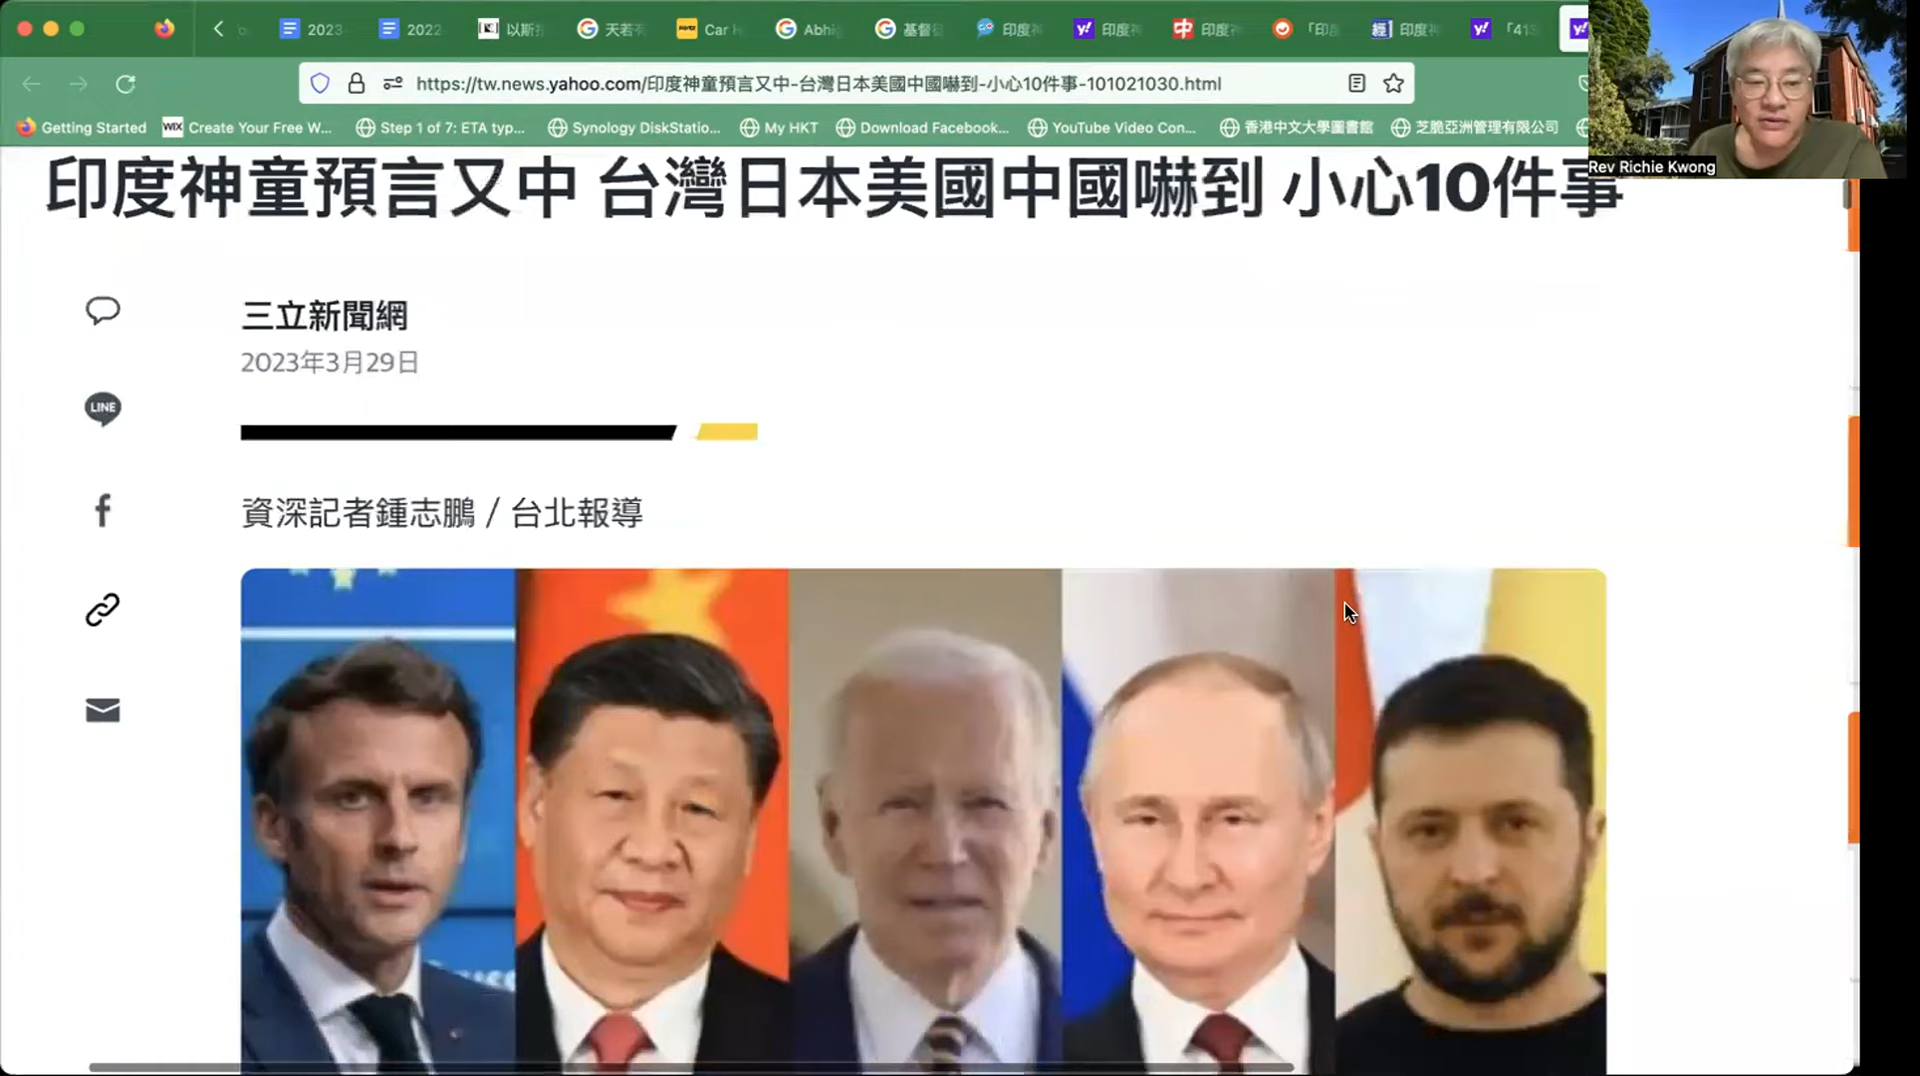 2023
2022
以斯
天若
Car
Abhi
基督
印度
印度
印度
「印
印度
「41
https://tw.news.yahoo.com/印度神童預言又中-台灣日本美國中國嚇到-小心10件事-101021030.html
Getting Started
WIX
Create Your Free W...
Step 1 of 7: ETA typ...
Synology DiskStatio...
My HKT
Download Facebook...
YouTube Video Con...
香港中文大學圖書館
芝脆亞洲管理有限公司
Rev Richie Kwong
印度神童預言又中 台灣日本美國中國嚇到 小心10件事
三立新聞網
2023年3月29日
LINE
資深記者鍾志鵬 / 台北報導